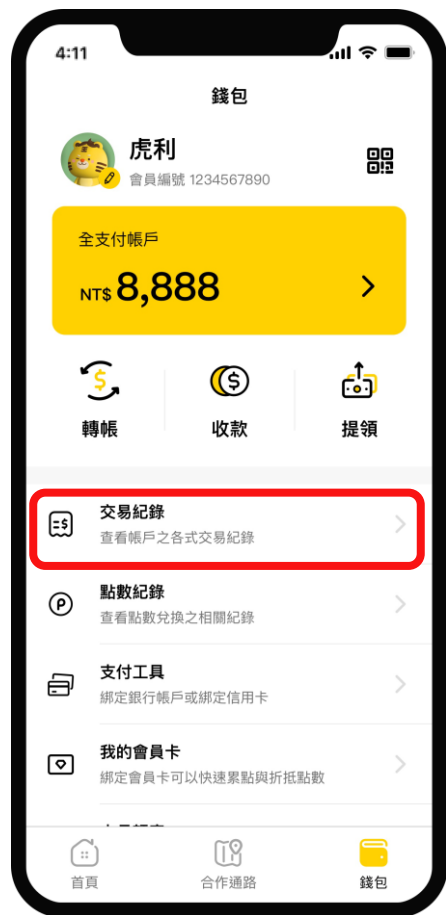 4:11
錢包
虎利
會員編號 1234567890
全支付帳戶
NT$ 8,888
轉帳
收款
提領
交易紀錄
查看帳戶之各式交易紀錄
點數紀錄
查看點數兌換之相關紀錄
支付工具
綁定銀行帳戶或綁定信用卡
我的會員卡
綁定會員卡可以快速累點與折抵點數
首頁
合作通路
錢包